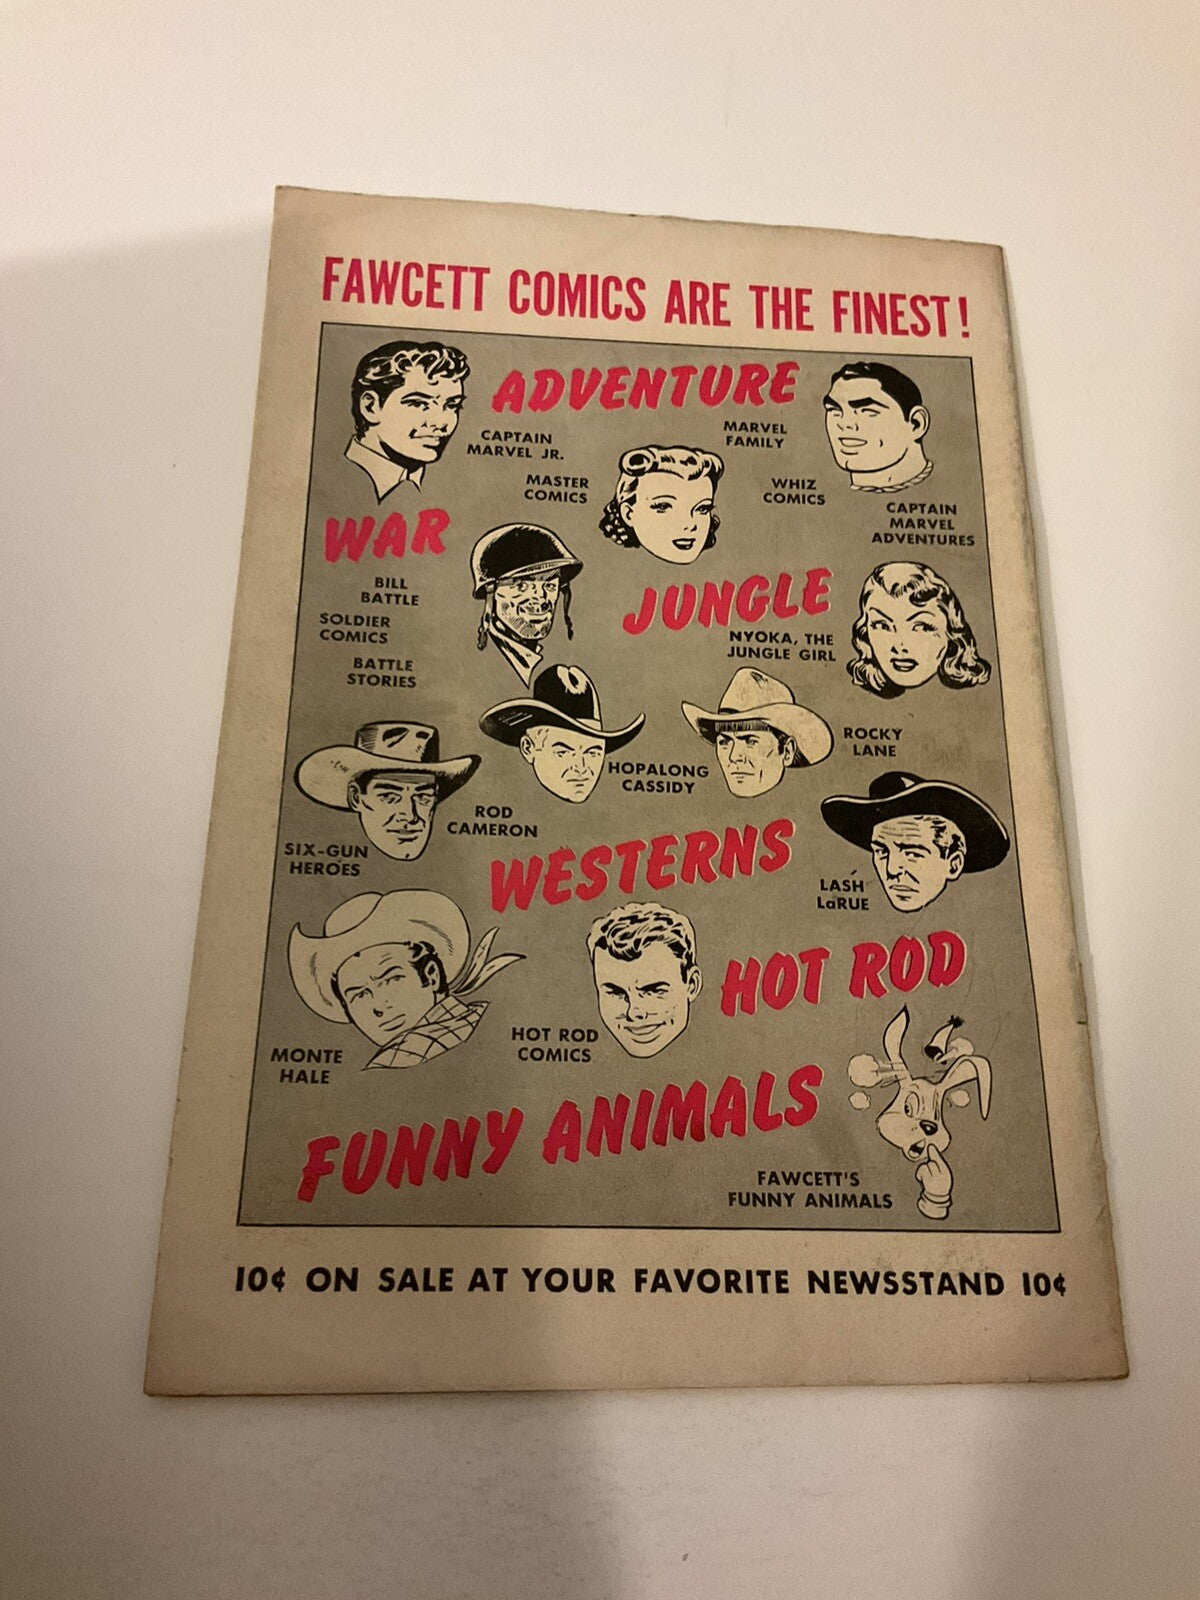 FAWCETT COMICS ARE THE FINEST!
ADVENTURE
CAPTAIN
MARVEL JR.
MARVEL
FAMILY
MASTER
COMICS
WHIZ
COMICS
CAPTAIN
MARVEL
ADVENTURES
WAR
BILL
BATTLE
SOLDIER
COMICS
BATTLE
STORIES
JUNGLE
NYOKA, THE
JUNGLE GIRL
HOPALONG
CASSIDY
ROCKY
LANE
ROD
CAMERON
SIX-GUN
HEROES
WESTERNS
LASH
LaRUE
MONTE
HALE
HOT ROD
HOT ROD
COMICS
FUNNY ANIMALS
FAWCETT'S
FUNNY ANIMALS
10¢ ON SALE AT YOUR FAVORITE NEWSSTAND 10¢